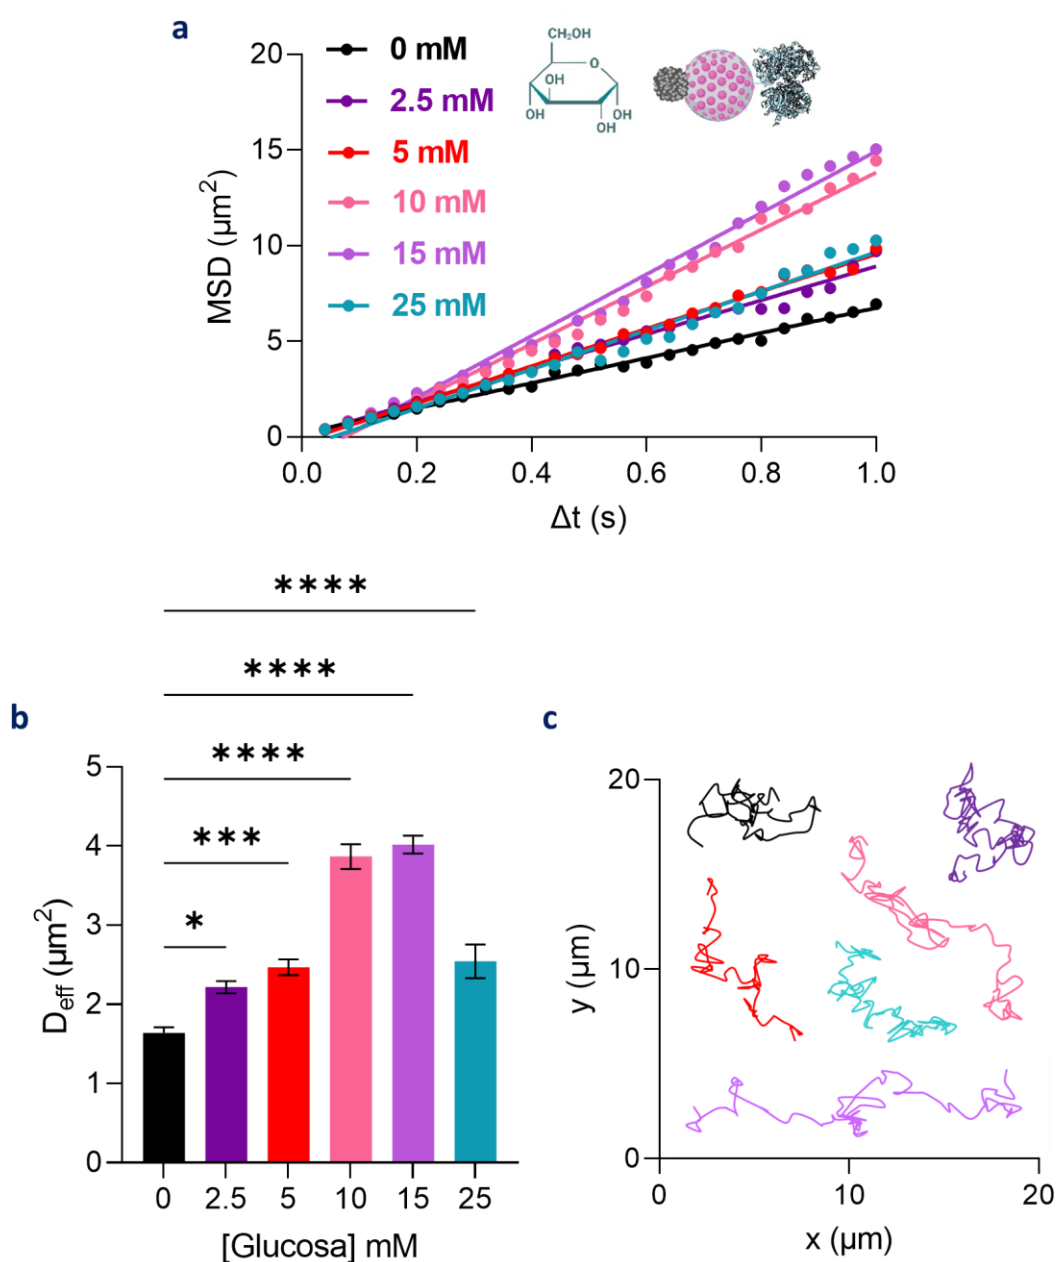 a
0 mM
2.5 mM
5 mM
10 mM
15 mM
25 mM
CH₂OH
O
OH
OH
OH
OH
20
15
10
5
0
MSD (µm²)
0.0 0.2 0.4 0.6 0.8 1.0
Δt (s)
b
****
****
****
***
*
5
4
3
2
1
0
D_eff (µm²)
0 2.5 5 10 15 25
[Glucosa] mM
c
20
10
0
y (µm)
0 10 20
x (µm)